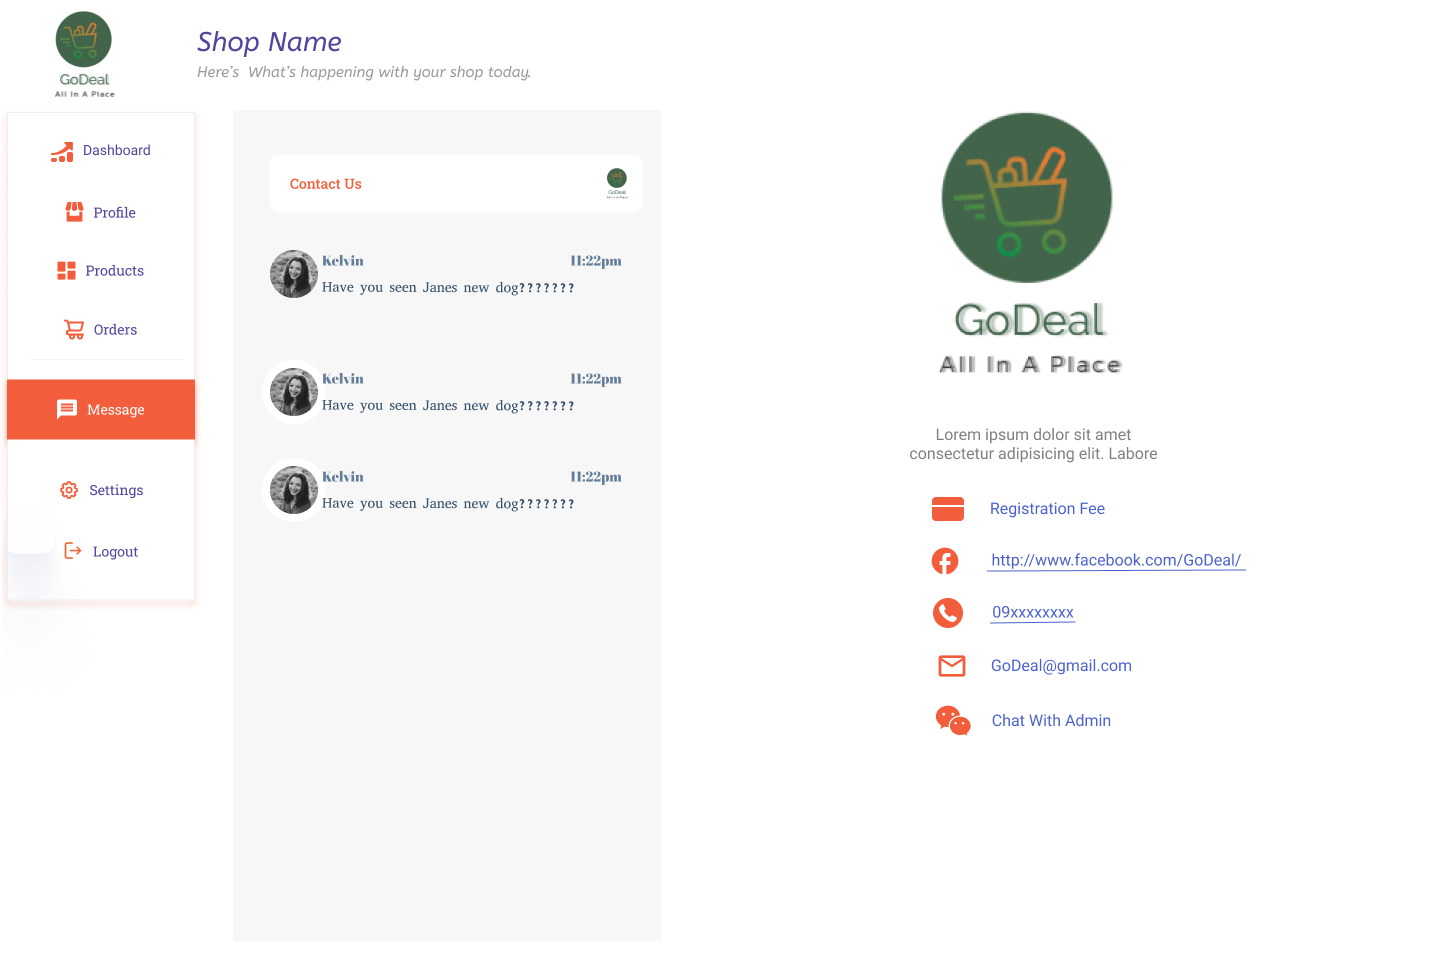 GoDeal
All In A Place
Shop Name
Here's What's happening with your shop today.
Dashboard
Profile
Products
Orders
Message
Settings
Logout
Contact Us
GoDeal
All In A Place
Kelvin 11:22pm
Have you seen Janes new dog???????
Kelvin 11:22pm
Have you seen Janes new dog???????
Kelvin 11:22pm
Have you seen Janes new dog???????
GoDeal
All In A Place
Lorem ipsum dolor sit amet
consectetur adipisicing elit. Labore
Registration Fee
http://www.facebook.com/GoDeal/
09xxxxxxxx
GoDeal@gmail.com
Chat With Admin